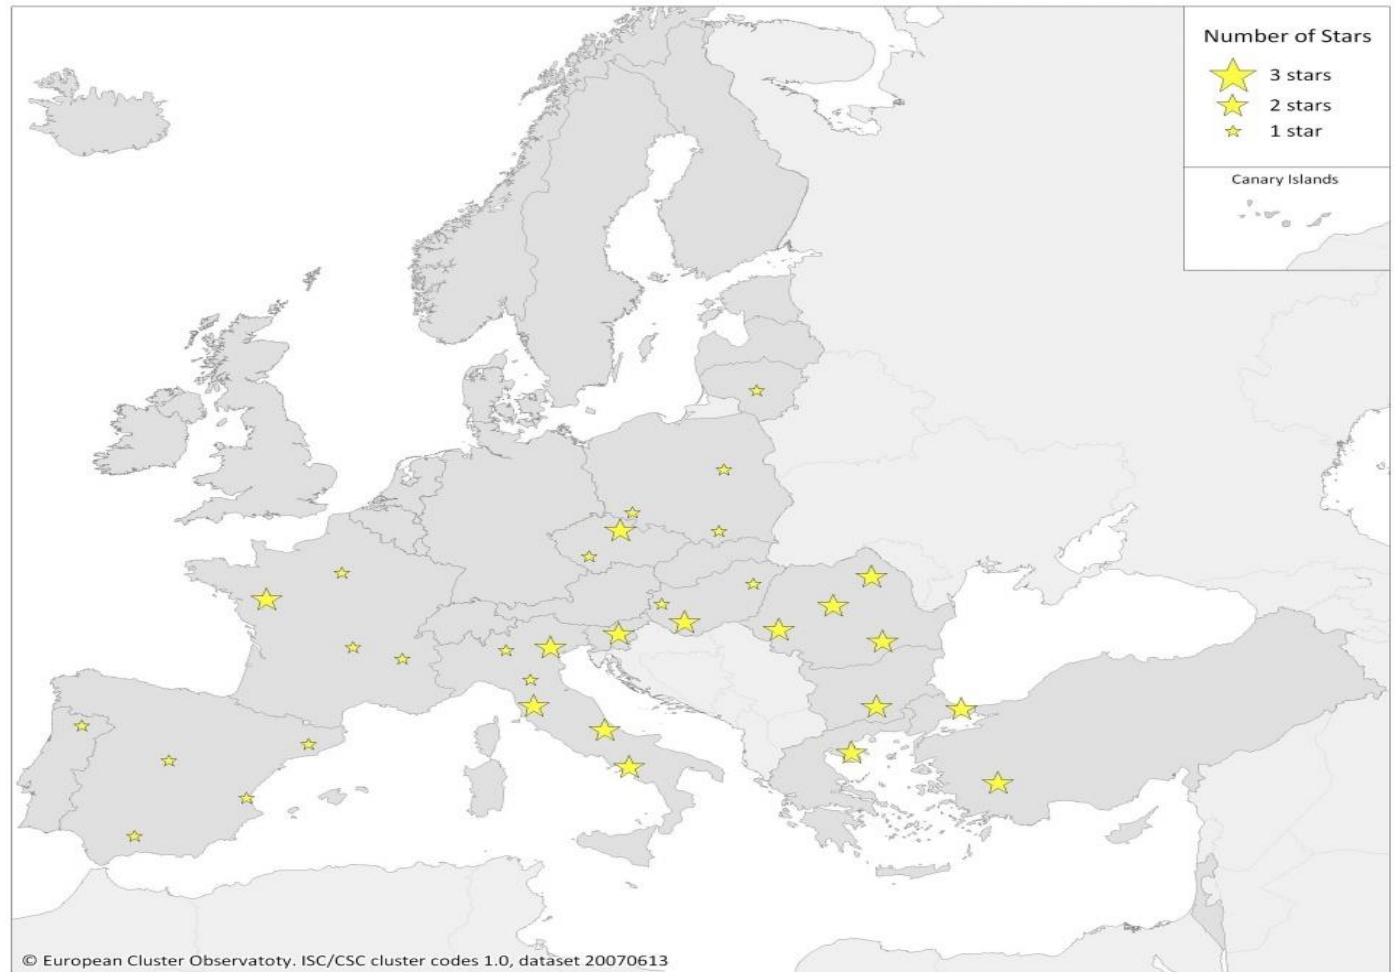 Number of Stars
3 stars
2 stars
1 star
Canary Islands
© European Cluster Observatoty. ISC/CSC cluster codes 1.0, dataset 20070613